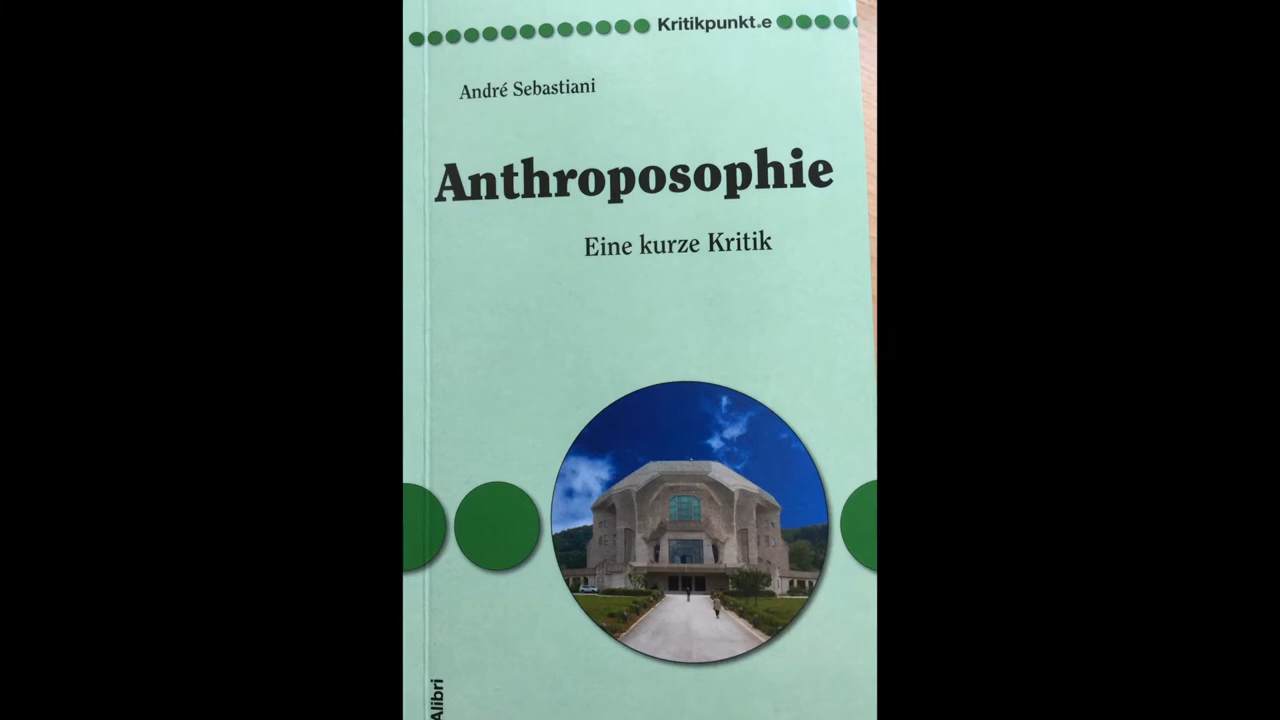 Kritikpunkt.e
André Sebastiani
Anthroposophie
Eine kurze Kritik
Alibri